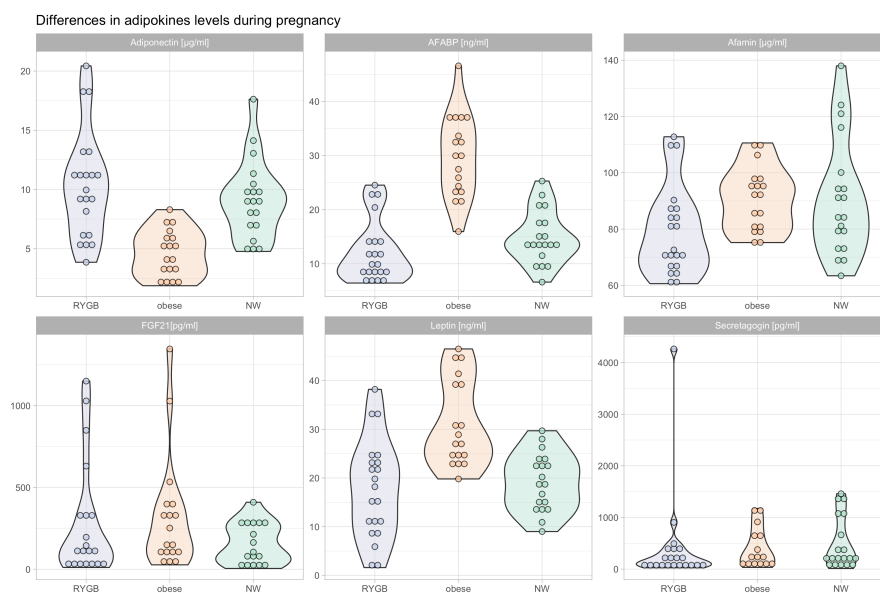 Differences in adipokines levels during pregnancy
Adiponectin [µg/ml]
AFABP [ng/ml]
Afamin [µg/ml]
20
15
10
5
RYGB obese NW
40
30
20
10
RYGB obese NW
140
120
100
80
60
RYGB obese NW
FGF21[pg/ml]
Leptin [ng/ml]
Secretagogin [pg/ml]
1000
500
0
RYGB obese NW
40
30
20
10
0
RYGB obese NW
4000
3000
2000
1000
0
RYGB obese NW